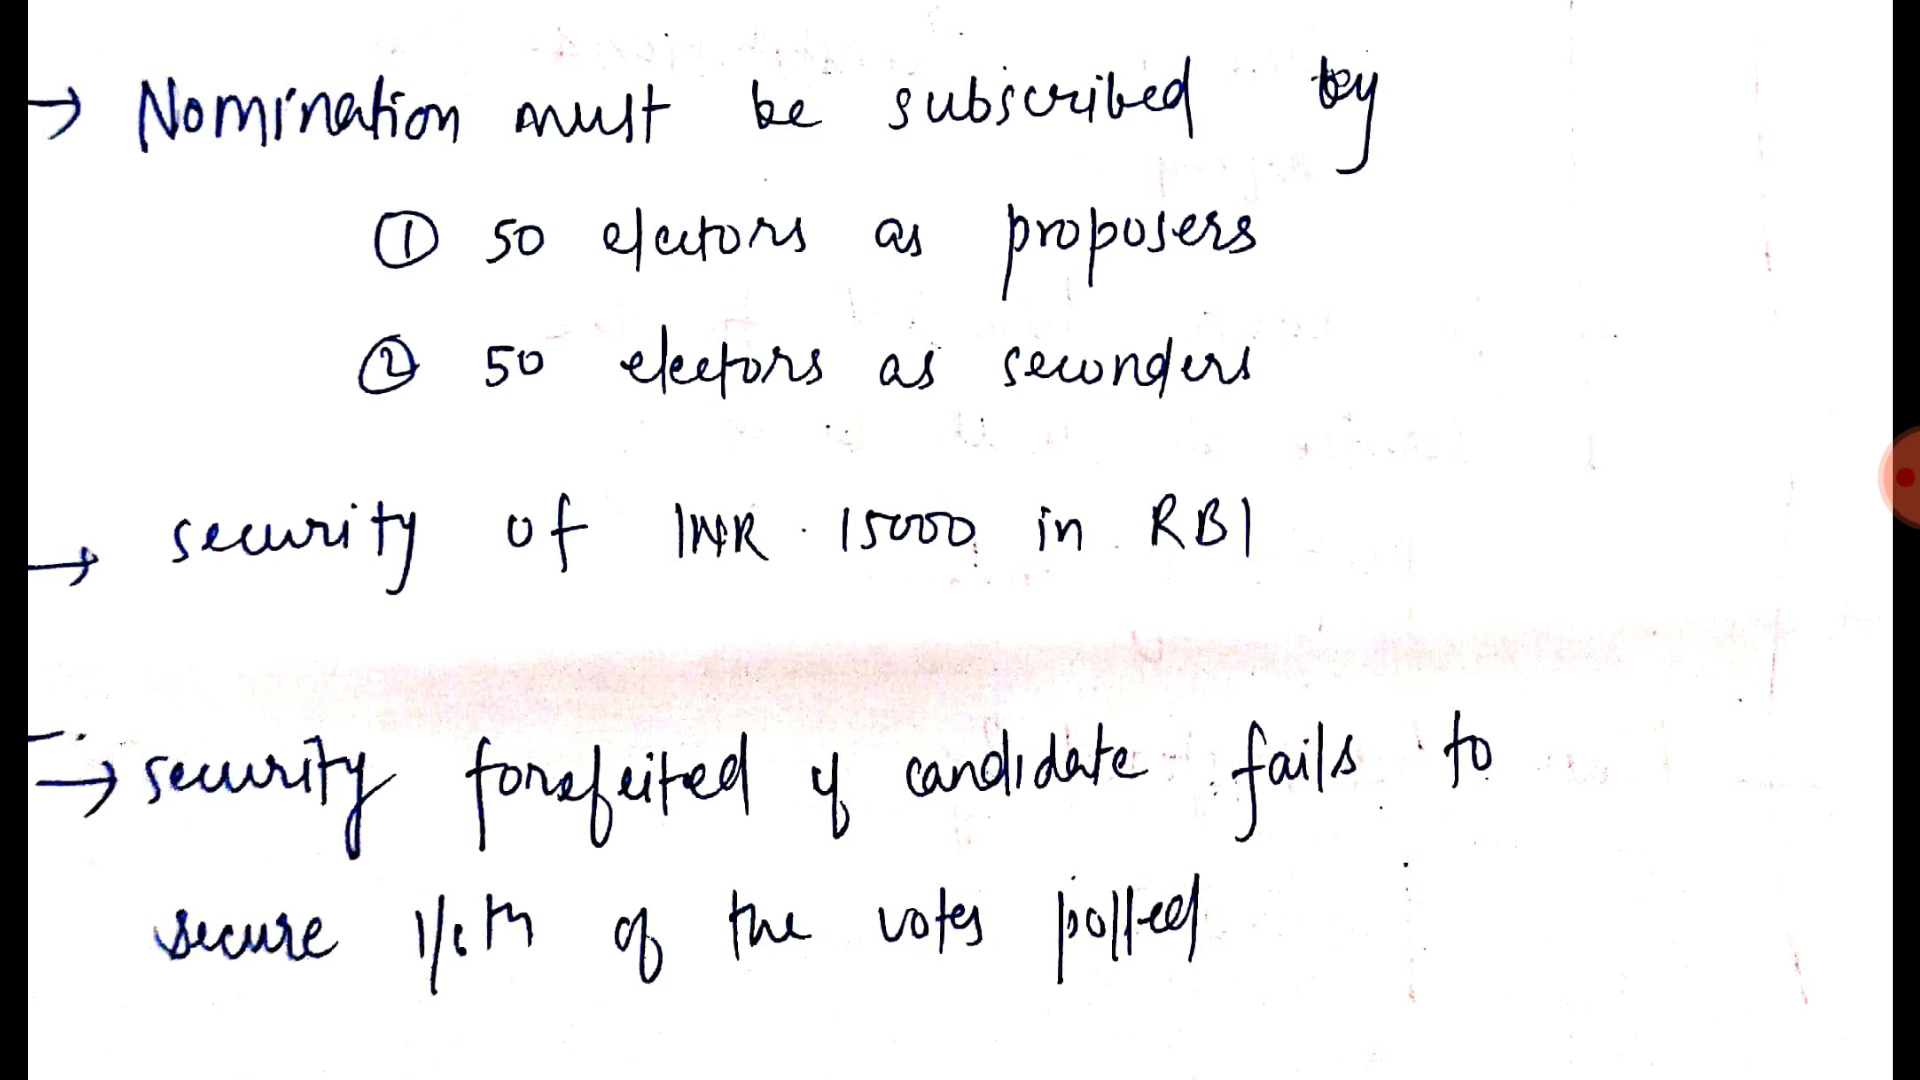 → Nomination must be subscribed by
① 50 electors as proposers
② 50 electors as seconders
→ security of INR 15000 in RBI
→ security forefeited if candidate fails to
secure 1/6th of the votes polled